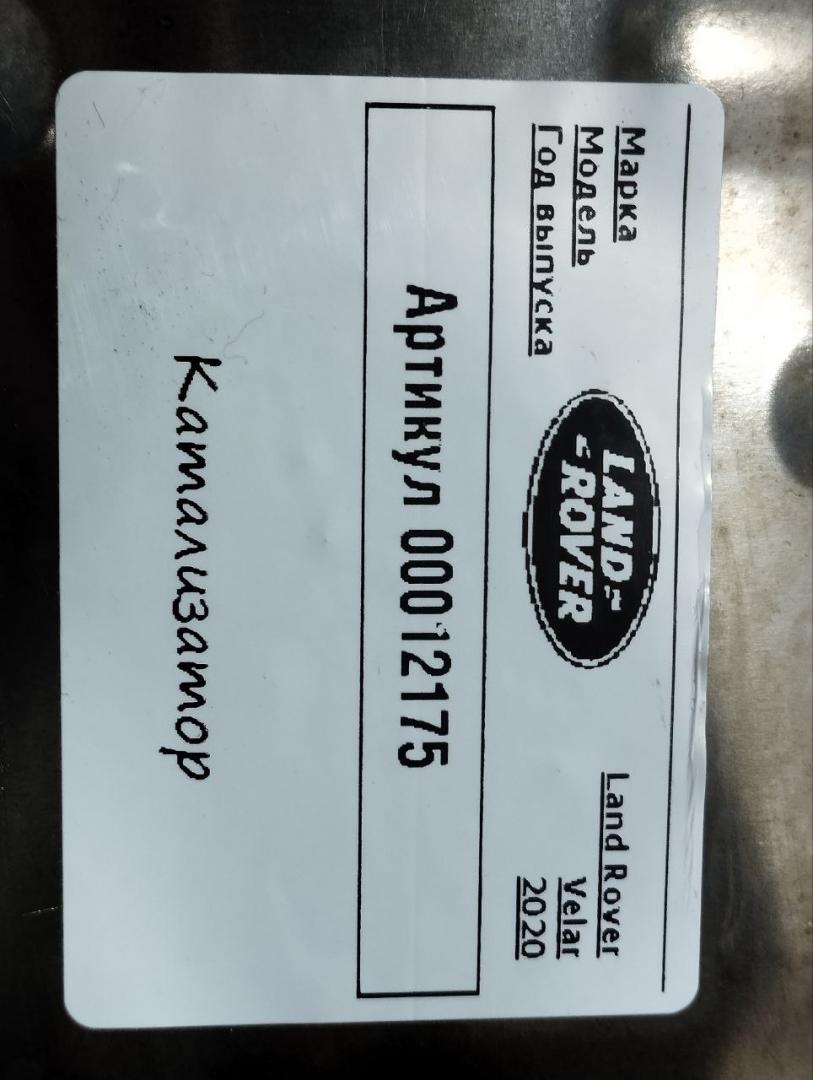 Марка Land Rover
Модель Velar
Год выпуска 2020
LAND
ROVER
Артикул 00012175
Катализатор